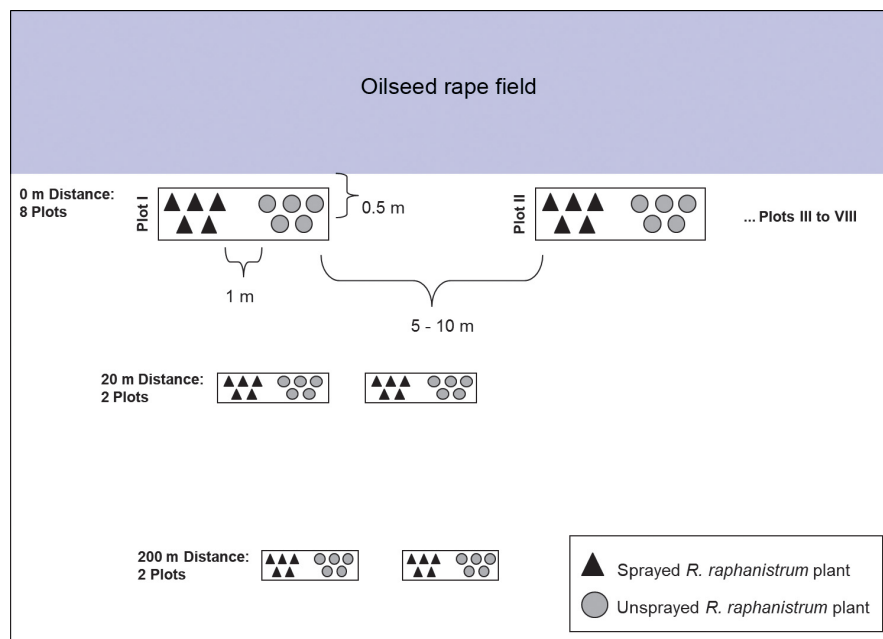 Oilseed rape field
0 m Distance:
8 Plots
Plot I
0.5 m
Plot II
... Plots III to VIII
1 m
5 - 10 m
20 m Distance:
2 Plots
200 m Distance:
2 Plots
Sprayed R. raphanistrum plant
Unsprayed R. raphanistrum plant